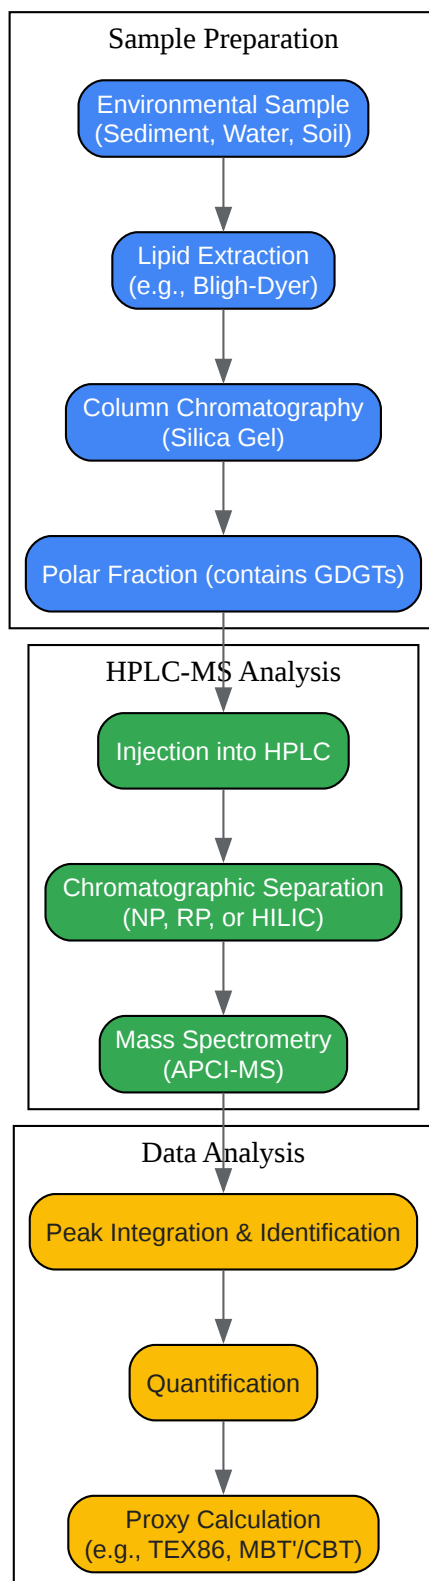 Sample Preparation
Environmental Sample
(Sediment, Water, Soil)
Lipid Extraction
(e.g., Bligh-Dyer)
Column Chromatography
(Silica Gel)
Polar Fraction (contains GDGTs)
HPLC-MS Analysis
Injection into HPLC
Chromatographic Separation
(NP, RP, or HILIC)
Mass Spectrometry
(APCI-MS)
Data Analysis
Peak Integration & Identification
Quantification
Proxy Calculation
(e.g., TEX86, MBT'/CBT)